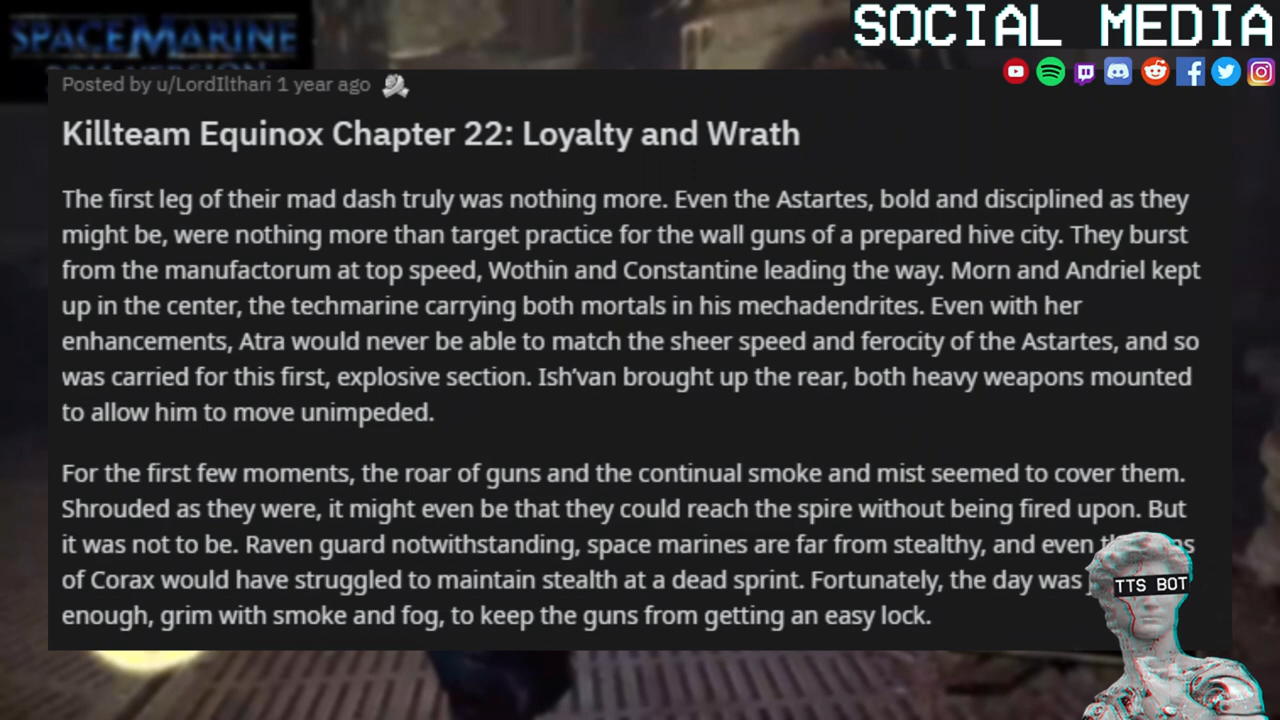 SPACE MARINE
SOCIAL MEDIA
Posted by u/LordIlthari 1 year ago
Killteam Equinox Chapter 22: Loyalty and Wrath
The first leg of their mad dash truly was nothing more. Even the Astartes, bold and disciplined as they
might be, were nothing more than target practice for the wall guns of a prepared hive city. They burst
from the manufactorum at top speed, Wothin and Constantine leading the way. Morn and Andriel kept
up in the center, the techmarine carrying both mortals in his mechadendrites. Even with her
enhancements, Atra would never be able to match the sheer speed and ferocity of the Astartes, and so
was carried for this first, explosive section. Ish’van brought up the rear, both heavy weapons mounted
to allow him to move unimpeded.
For the first few moments, the roar of guns and the continual smoke and mist seemed to cover them.
Shrouded as they were, it might even be that they could reach the spire without being fired upon. But
it was not to be. Raven guard notwithstanding, space marines are far from stealthy, and even
of Corax would have struggled to maintain stealth at a dead sprint. Fortunately, the day was
enough, grim with smoke and fog, to keep the guns from getting an easy lock.
TTS BOT